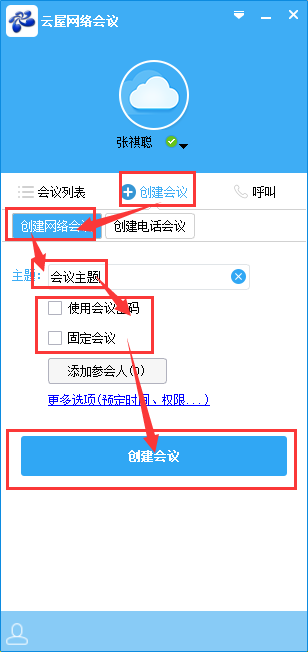 云屋网络会议
张祺聪
会议列表
创建会议
呼叫
创建网络会议
创建电话会议
主题:
会议主题
使用会议密码
固定会议
添加参会人(0)
更多选项(预定时间、权限...)
创建会议